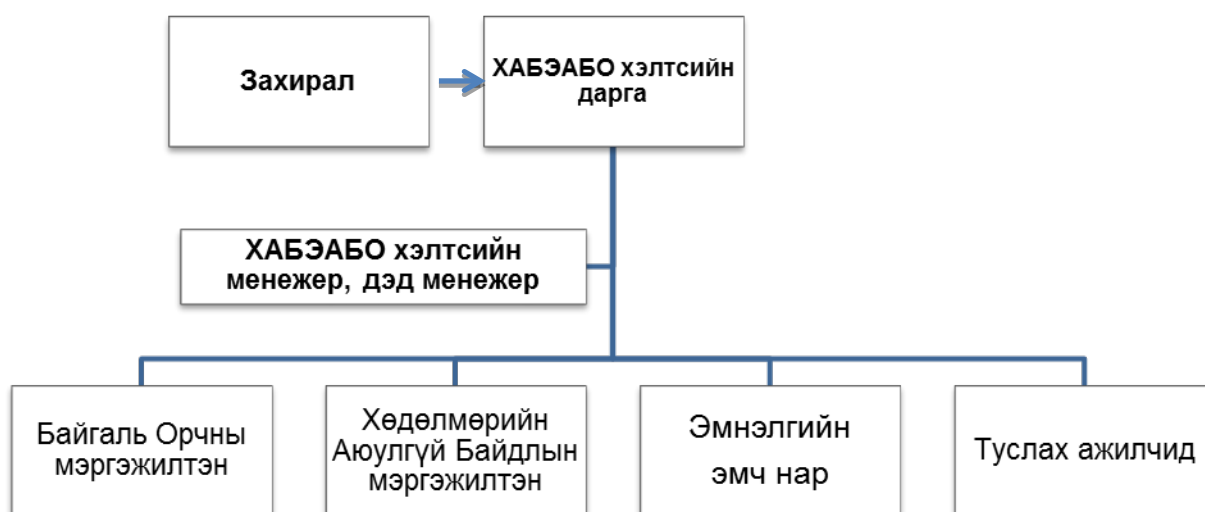 Захирал
ХАБЭАБО хэлтсийн
дарга
ХАБЭАБО хэлтсийн
менежер, дэд менежер
Байгаль Орчны
мэргэжилтэн
Хөдөлмөрийн
Аюулгүй Байдлын
мэргэжилтэн
Эмнэлгийн
эмч нар
Туслах ажилчид